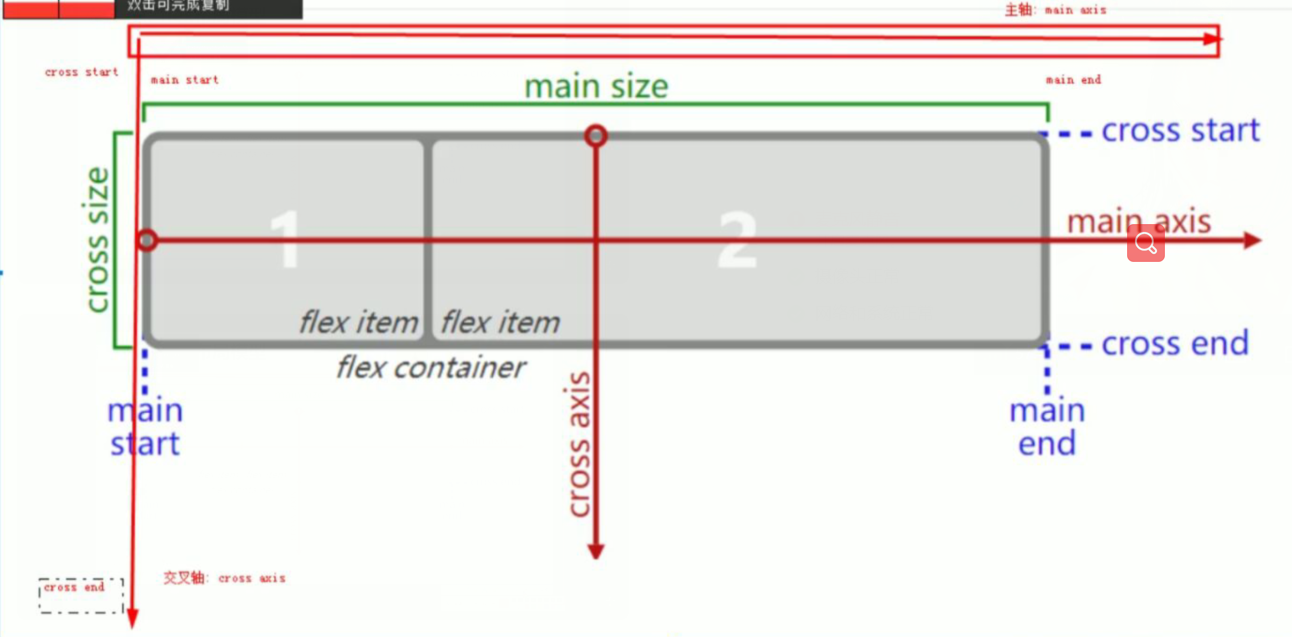 双击可完成复制
主轴: main axis
cross start
main start
main size
main end
cross start
cross size
1
2
main axis
flex item
flex item
cross end
flex container
main
start
cross axis
main
end
交叉轴: cross axis
cross end